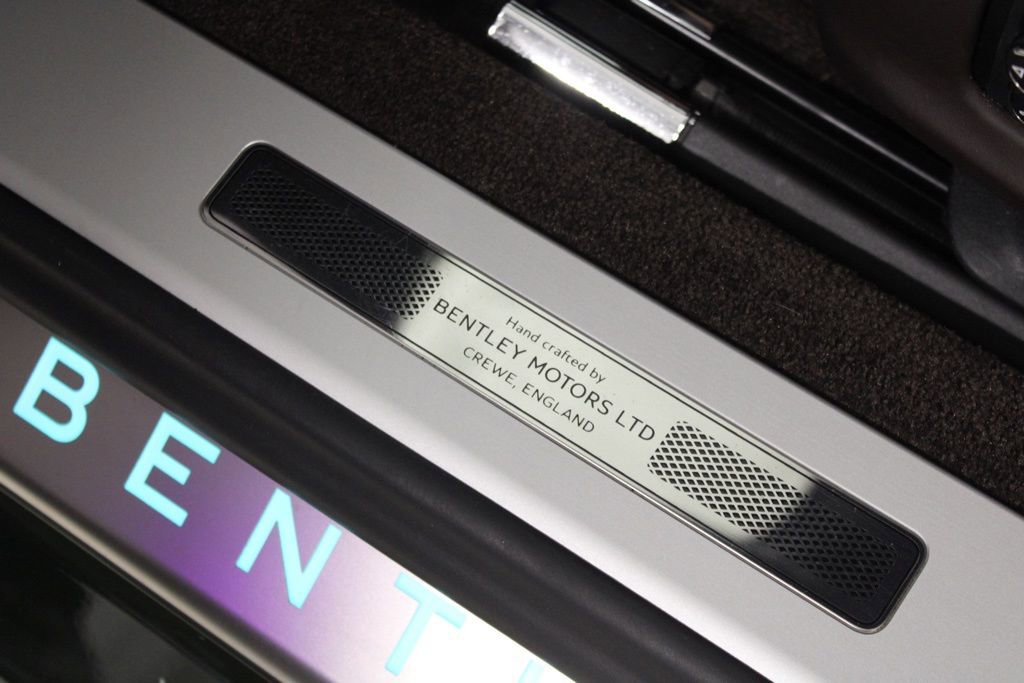 Hand crafted by
BENTLEY MOTORS LTD
CREWE, ENGLAND
BENT